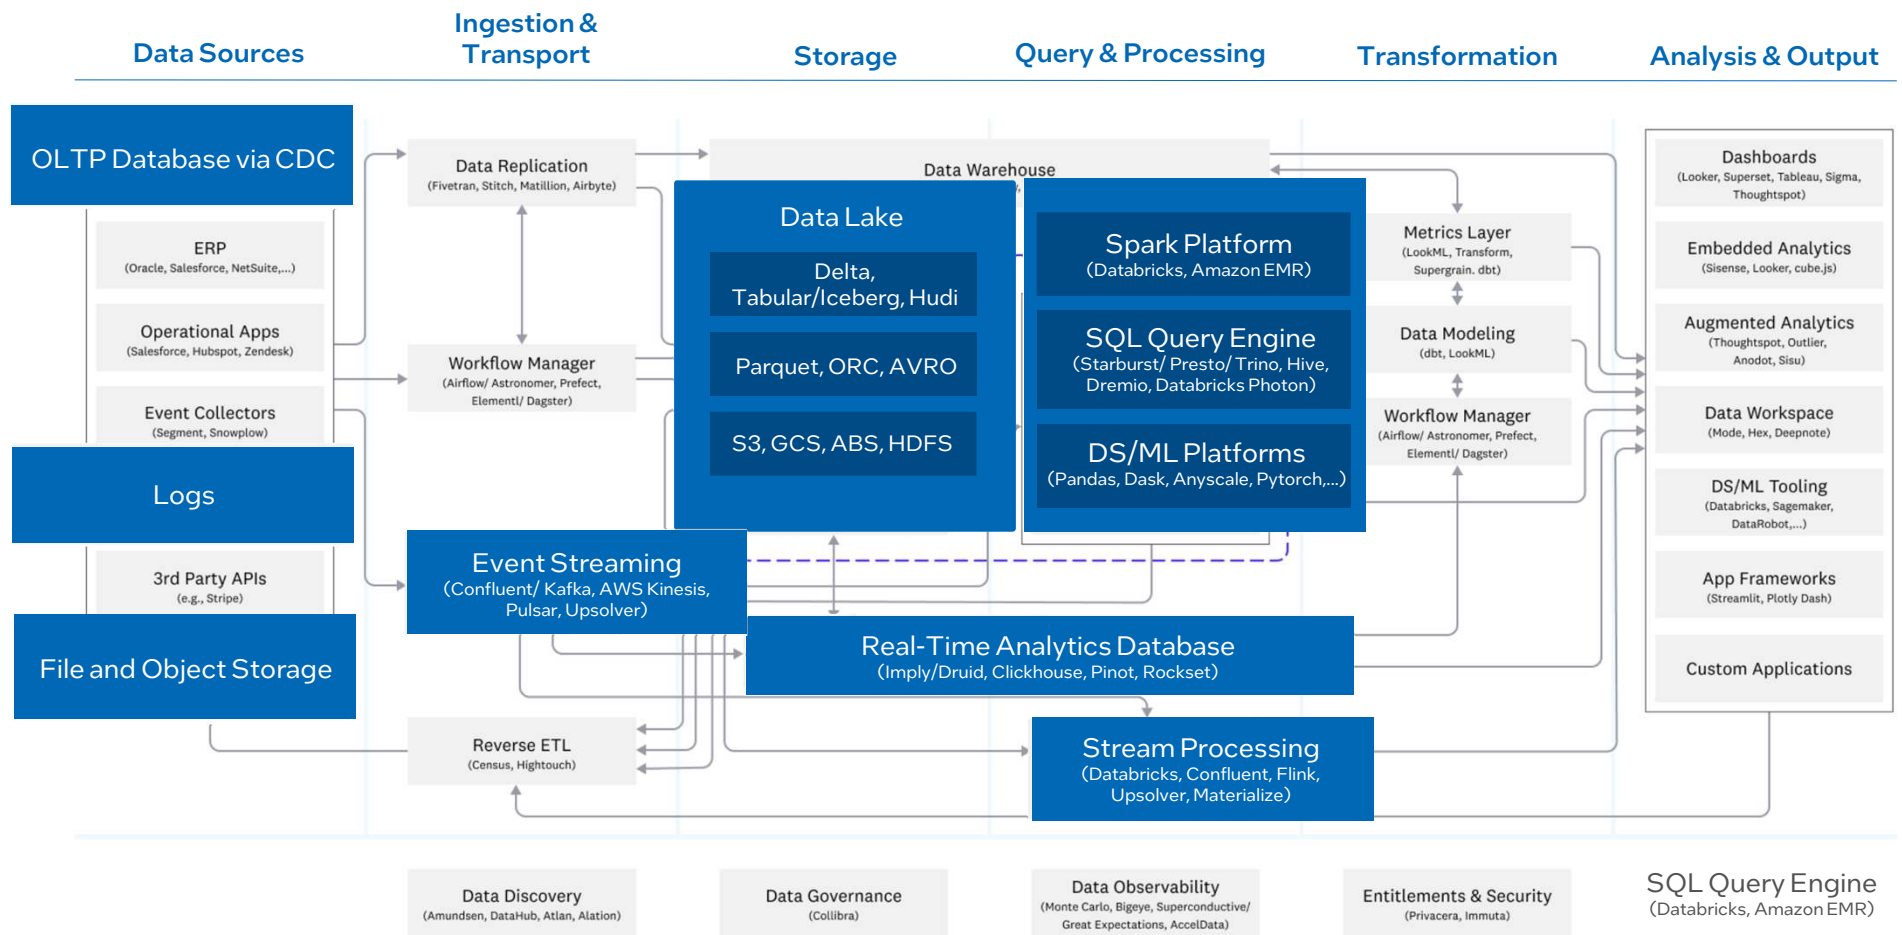 Data Sources
Ingestion &
Transport
Storage
Query & Processing
Transformation
Analysis & Output
OLTP Database via CDC
ERP
(Oracle, Salesforce, NetSuite,...)
Operational Apps
(Salesforce, Hubspot, Zendesk)
Event Collectors
(Segment, Snowplow)
Logs
3rd Party APIs
(e.g., Stripe)
File and Object Storage
Data Replication
(Fivetran, Stitch, Matillion, Airbyte)
Workflow Manager
(Airflow/ Astronomer, Prefect,
Elementl/ Dagster)
Event Streaming
(Confluent/ Kafka, AWS Kinesis,
Pulsar, Upsolver)
Reverse ETL
(Census, Hightouch)
Data Warehouse
Data Lake
Delta,
Tabular/Iceberg, Hudi
Parquet, ORC, AVRO
S3, GCS, ABS, HDFS
Spark Platform
(Databricks, Amazon EMR)
SQL Query Engine
(Starburst/ Presto/ Trino, Hive,
Dremio, Databricks Photon)
DS/ML Platforms
(Pandas, Dask, Anyscale, Pytorch,...)
Real-Time Analytics Database
(Imply/Druid, Clickhouse, Pinot, Rockset)
Stream Processing
(Databricks, Confluent, Flink,
Upsolver, Materialize)
Metrics Layer
(LookML, Transform,
Supergrain. dbt)
Data Modeling
(dbt, LookML)
Workflow Manager
(Airflow/ Astronomer, Prefect,
Elementl/ Dagster)
Dashboards
(Looker, Superset, Tableau, Sigma,
Thoughtspot)
Embedded Analytics
(Sisense, Looker, cube.js)
Augmented Analytics
(Thoughtspot, Outlier,
Anodot, Sisu)
Data Workspace
(Mode, Hex, Deepnote)
DS/ML Tooling
(Databricks, Sagemaker,
DataRobot,...)
App Frameworks
(Streamlit, Plotly Dash)
Custom Applications
Data Discovery
(Amundsen, DataHub, Atlan, Alation)
Data Governance
(Collibra)
Data Observability
(Monte Carlo, Bigeye, Superconductive/
Great Expectations, AccelData)
Entitlements & Security
(Privacera, Immuta)
SQL Query Engine
(Databricks, Amazon EMR)